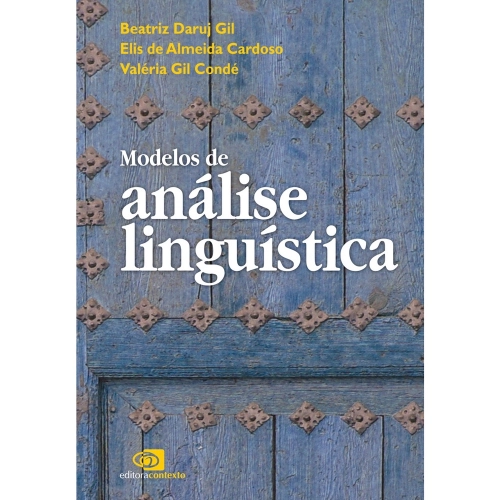 Beatriz Daruj Gil
Elis de Almeida Cardoso
Valéria Gil Condé
Modelos de
análise
linguística
editoracontexto